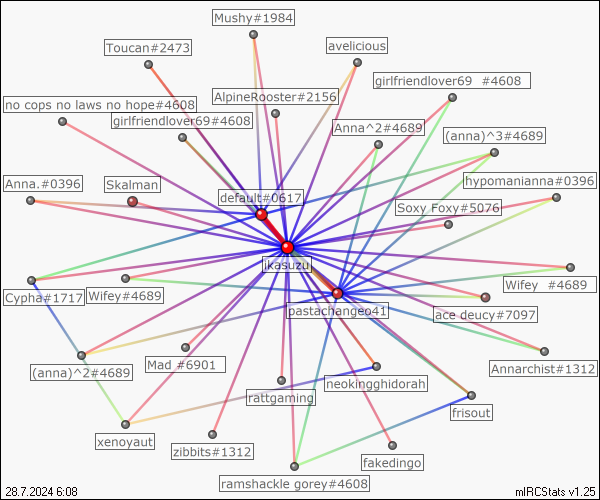 Mushy#1984
Toucan#2473
avelicious
girlfriendlover69 #4608
no cops no laws no hope#4608
AlpineRooster#2156
girlfriendlover69#4608
Anna^2#4689
(anna)^3#4689
Anna.#0396
Skalman
hypomanianna#0396
default#0617
Soxy Foxy#5076
ikasuzu
Cypha#1717
Wifey#4689
Wifey #4689
pastachangeo41
ace deucy#7097
(anna)^2#4689
Mad #6901
Annarchist#1312
neokingghidorah
rattgaming
frisout
xenoyaut
zibbits#1312
fakedingo
ramshackle gorey#4608
28.7.2024 6:08
mIRCStats v1.25